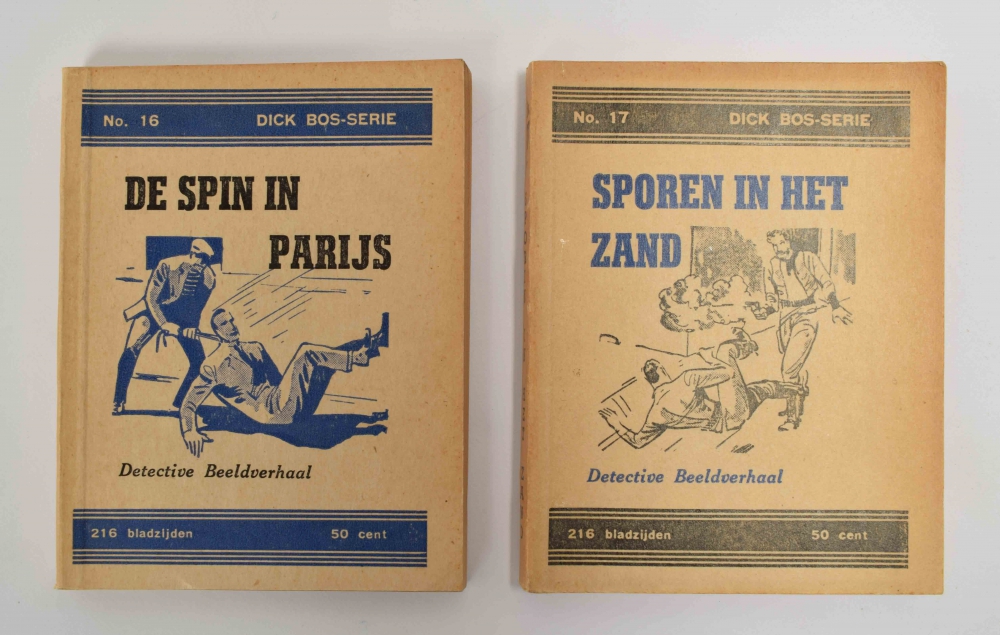 No. 16 DICK BOS-SERIE
DE SPIN IN
PARIJS
Detective Beeldverhaal
216 bladzijden 50 cent
No. 17 DICK BOS-SERIE
SPOREN IN HET
ZAND
Detective Beeldverhaal
216 bladzijden 50 cent